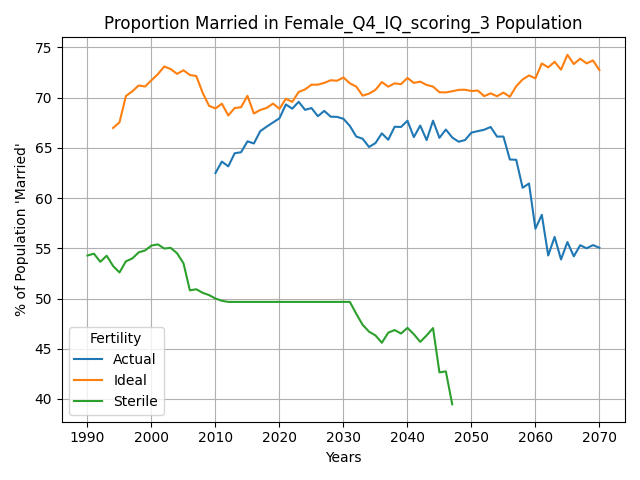 Proportion Married in Female_Q4_IQ_scoring_3 Population
% of Population 'Married'
75
70
65
60
55
50
45
40
Fertility
Actual
Ideal
Sterile
1990 2000 2010 2020 2030 2040 2050 2060 2070
Years